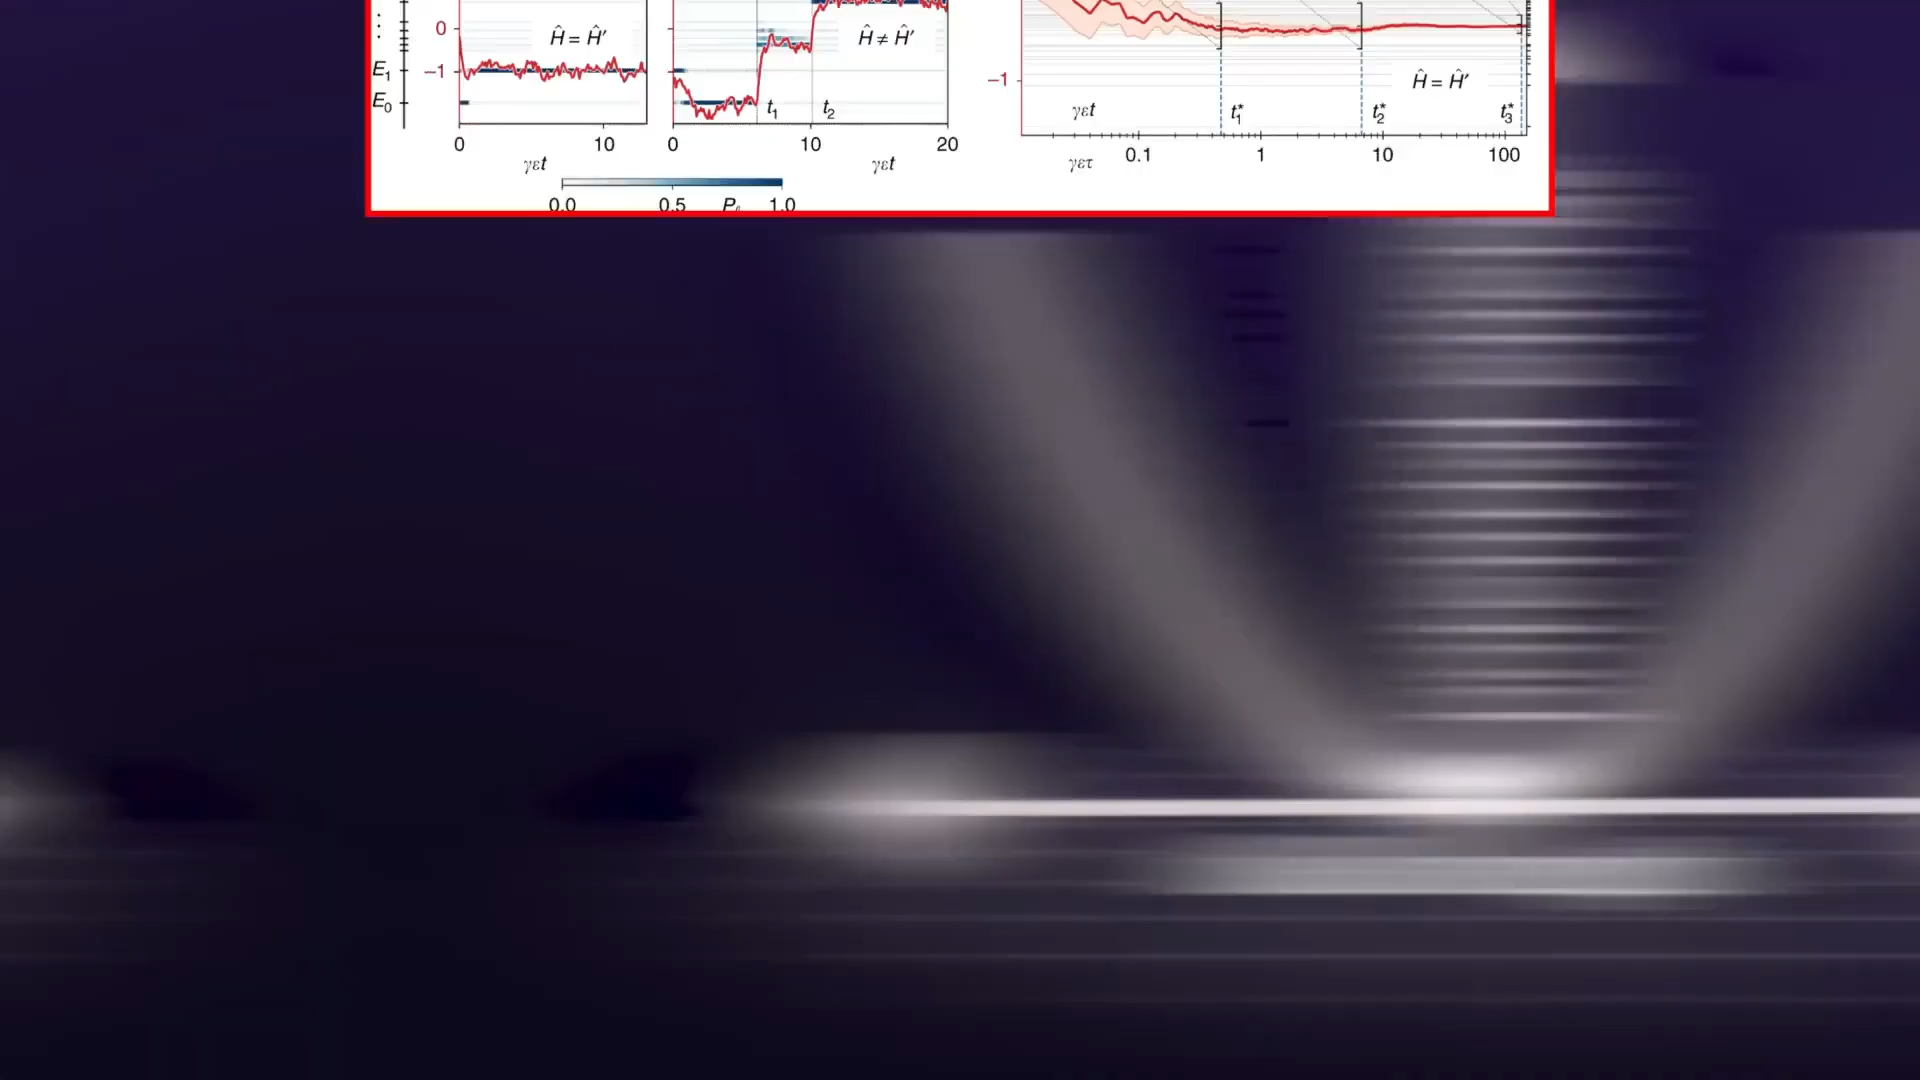 0
Ĥ = Ĥ′
Ĥ ≠ Ĥ′
E₁
−1
−1
Ĥ = Ĥ′
E₀
t₁
t₂
γεt
t₁*
t₂*
t₃*
0
10
0
10
20
0.1
1
10
100
γεt
γεt
γετ
0.0
0.5
1.0